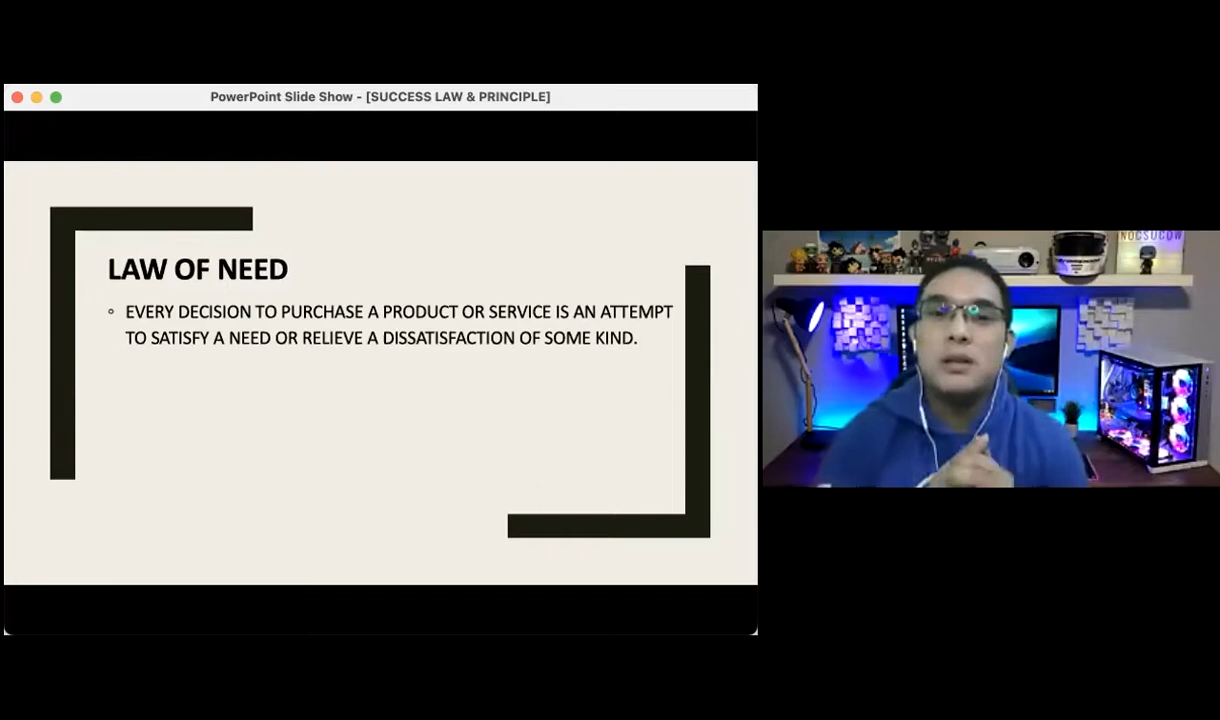 PowerPoint Slide Show - [SUCCESS LAW & PRINCIPLE]
LAW OF NEED
° EVERY DECISION TO PURCHASE A PRODUCT OR SERVICE IS AN ATTEMPT
TO SATISFY A NEED OR RELIEVE A DISSATISFACTION OF SOME KIND.